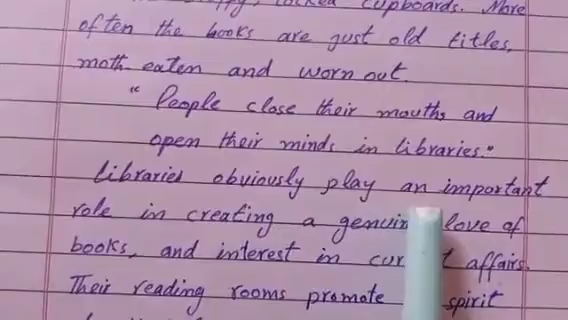 cupboards. More
often the books are just old titles,
moth eaten and worn out.
"People close their mouths and
open their minds in libraries."
Libraries obviously play an important
role in creating a love of
books, and interest in affairs.
Their reading rooms promote spirit